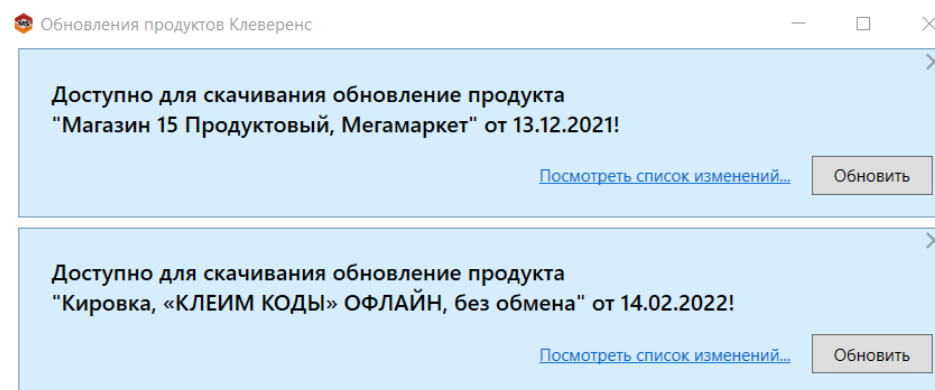 Обновления продуктов Клеверенс
Доступно для скачивания обновление продукта
"Магазин 15 Продуктовый, Мегамаркет" от 13.12.2021!
Посмотреть список изменений... Обновить
Доступно для скачивания обновление продукта
"Кировка, «КЛЕИМ КОДЫ» ОФЛАЙН, без обмена" от 14.02.2022!
Посмотреть список изменений... Обновить